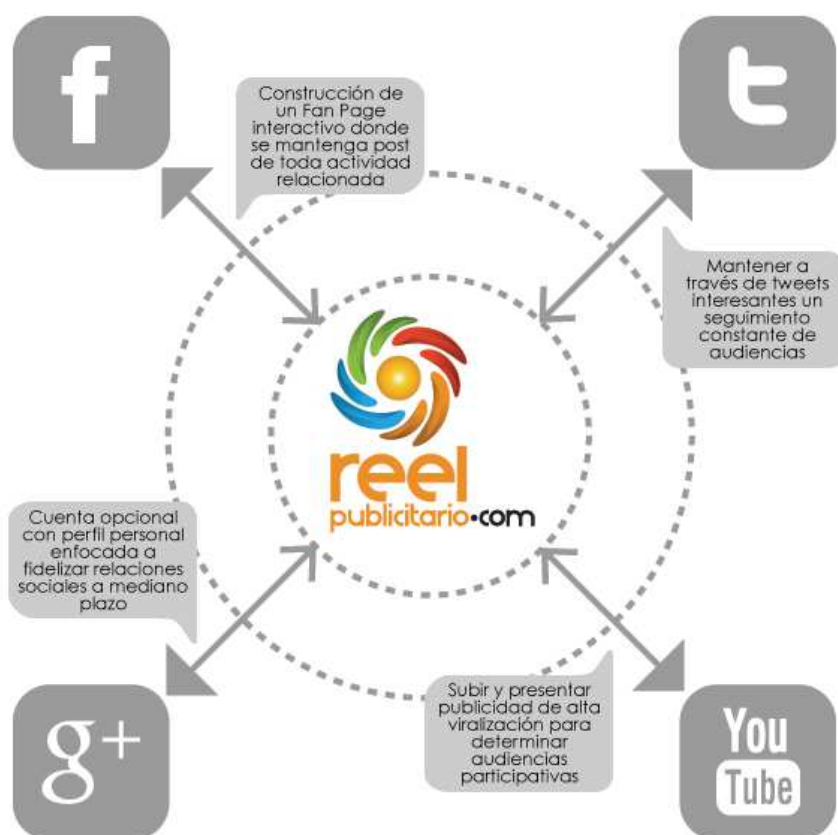 f
t
Construcción de
un Fan Page
interactivo donde
se mantenga post
de toda actividad
relacionada
Mantener a
través de tweets
interesantes un
seguimiento
constante de
audiencias
reel
publicitario•com
Cuenta opcional
con perfil personal
enfocada a
fidelizar relaciones
sociales a mediano
plazo
Subir y presentar
publicidad de alta
viralización para
determinar
audiencias
participativas
g+
You
Tube